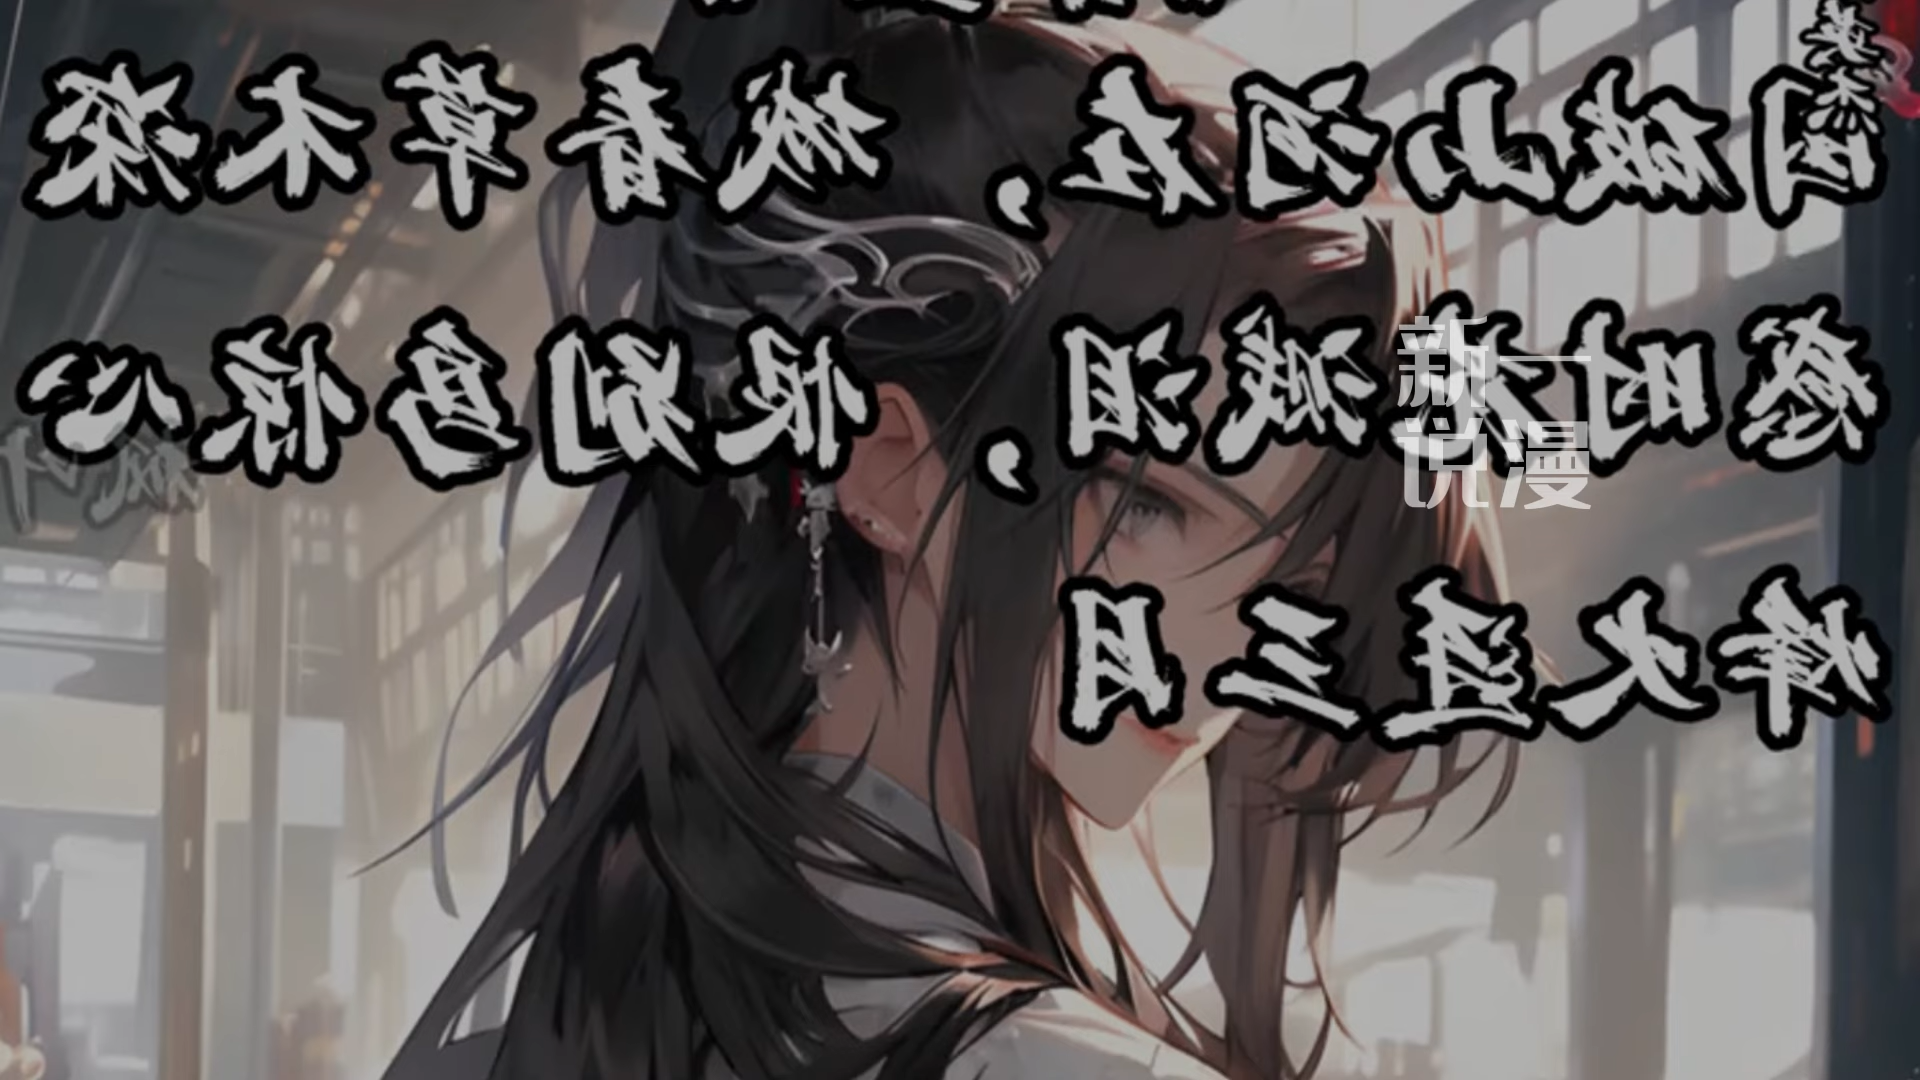 国破山河在，城春草木深
感时花溅泪，恨别鸟惊心
烽火连三月
新一
说漫